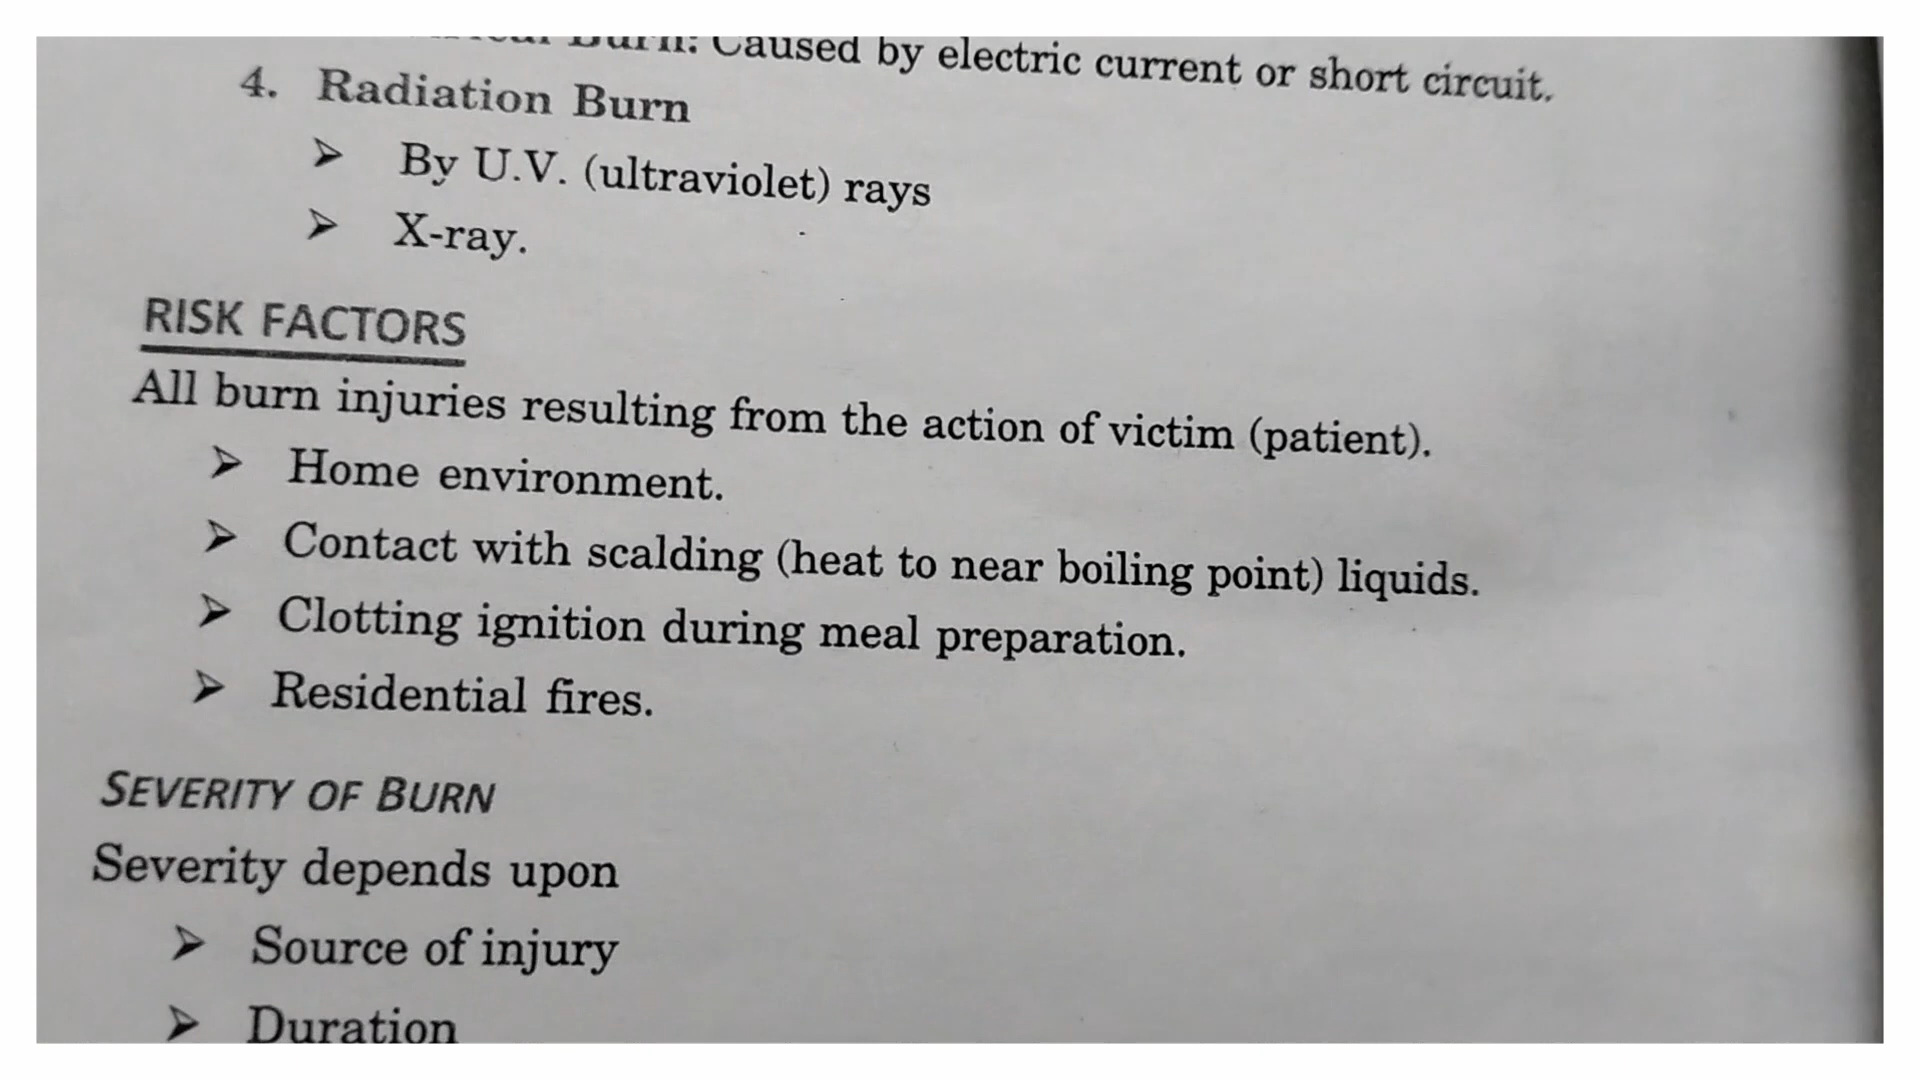 Burn: Caused by electric current or short circuit.
4. Radiation Burn
➢ By U.V. (ultraviolet) rays
➢ X-ray.
RISK FACTORS
All burn injuries resulting from the action of victim (patient).
➢ Home environment.
➢ Contact with scalding (heat to near boiling point) liquids.
➢ Clotting ignition during meal preparation.
➢ Residential fires.
SEVERITY OF BURN
Severity depends upon
➢ Source of injury
➢ Duration